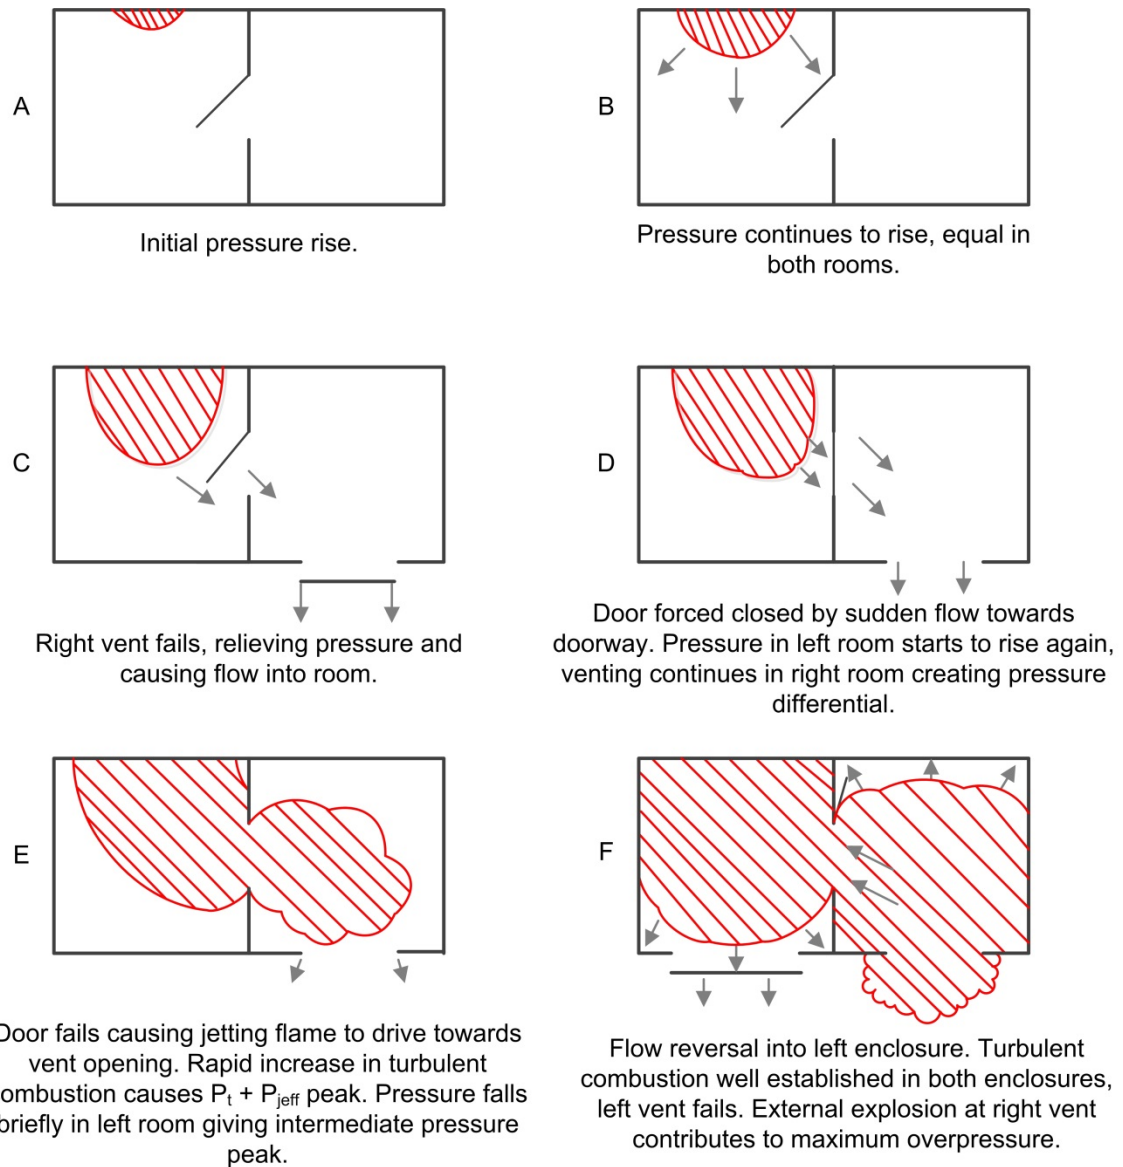 A
Initial pressure rise.
B
Pressure continues to rise, equal in
both rooms.
C
Right vent fails, relieving pressure and
causing flow into room.
D
Door forced closed by sudden flow towards
doorway. Pressure in left room starts to rise again,
venting continues in right room creating pressure
differential.
E
Door fails causing jetting flame to drive towards
vent opening. Rapid increase in turbulent
combustion causes Pt + Pjeff peak. Pressure falls
briefly in left room giving intermediate pressure
peak.
F
Flow reversal into left enclosure. Turbulent
combustion well established in both enclosures,
left vent fails. External explosion at right vent
contributes to maximum overpressure.